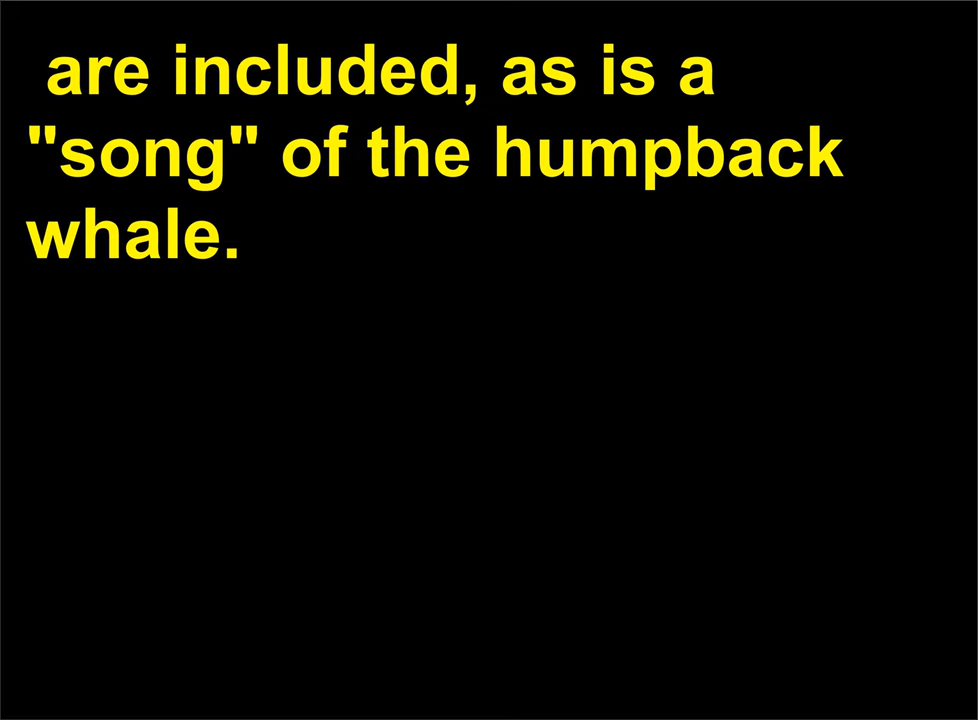 are included, as is a
"song" of the humpback
whale.